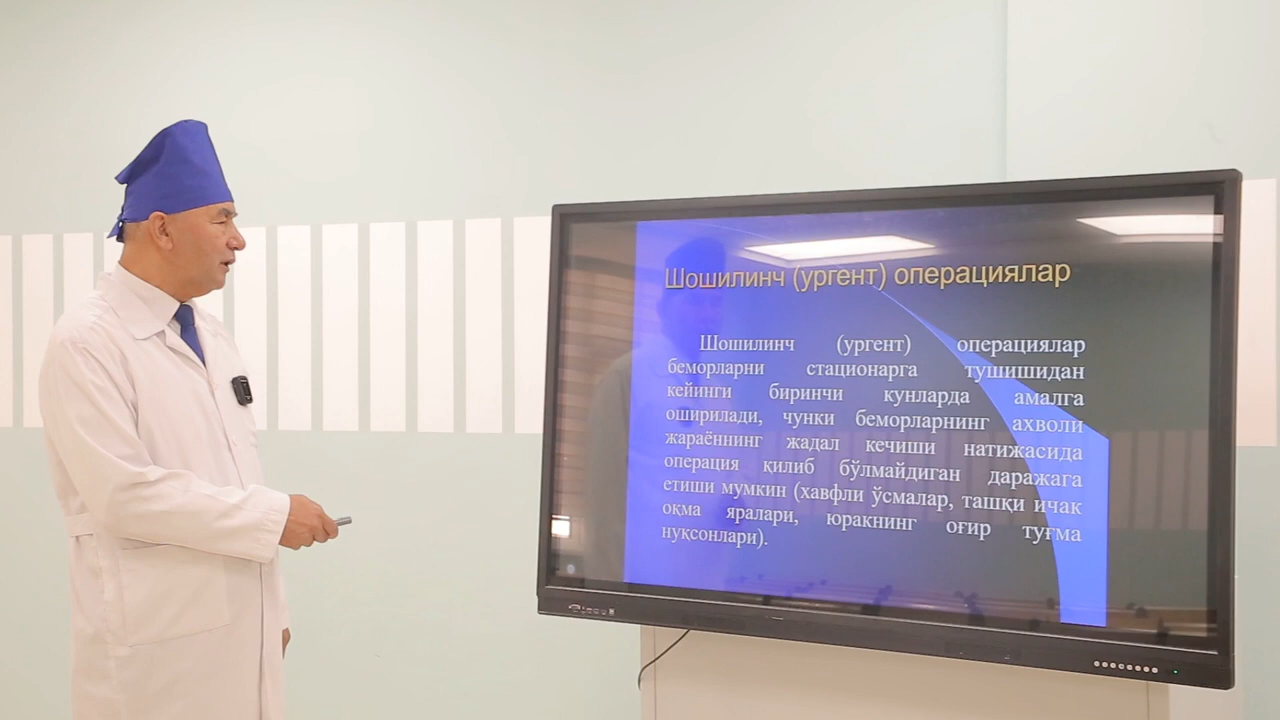 Шошилинч (ургент) операциялар
Шошилинч (ургент) операциялар
беморларни стационарга тушишидан
кейинги биринчи кунларда амалга
оширилади, чунки беморларнинг ахволи
жараённинг жадал кечиши натижасида
операция қилиб бўлмайдиган даражага
етиши мумкин (хавфли ўсмалар, ташқи ичак
оқма яралари, юракнинг оғир туғма
нуқсонлари).